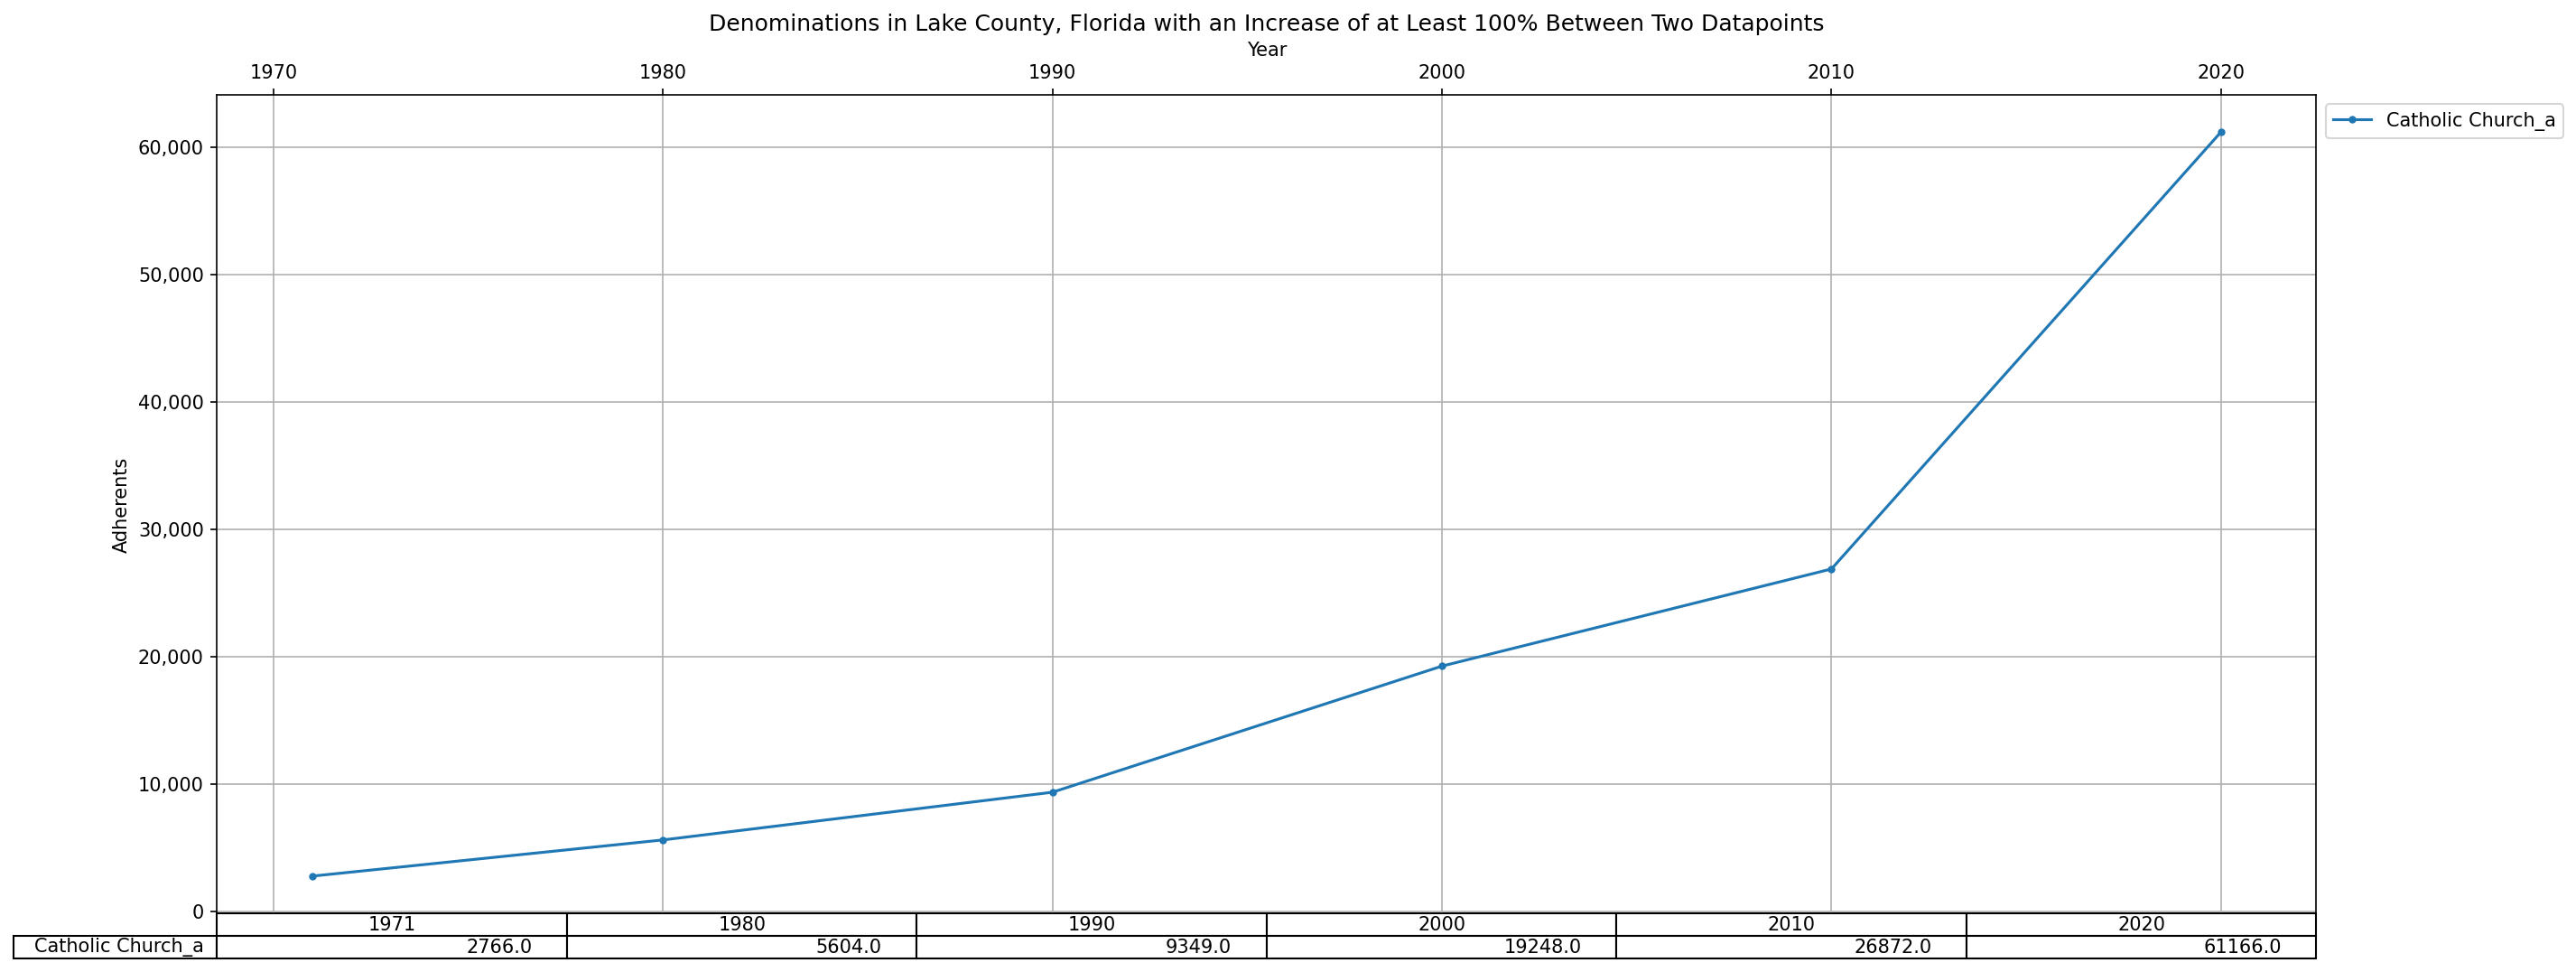 Denominations in Lake County, Florida with an Increase of at Least 100% Between Two Datapoints
Year
1970 1980 1990 2000 2010 2020
Catholic Church_a
60,000
50,000
40,000
30,000
20,000
10,000
0
Adherents
1971 1980 1990 2000 2010 2020
Catholic Church_a 2766.0 5604.0 9349.0 19248.0 26872.0 61166.0